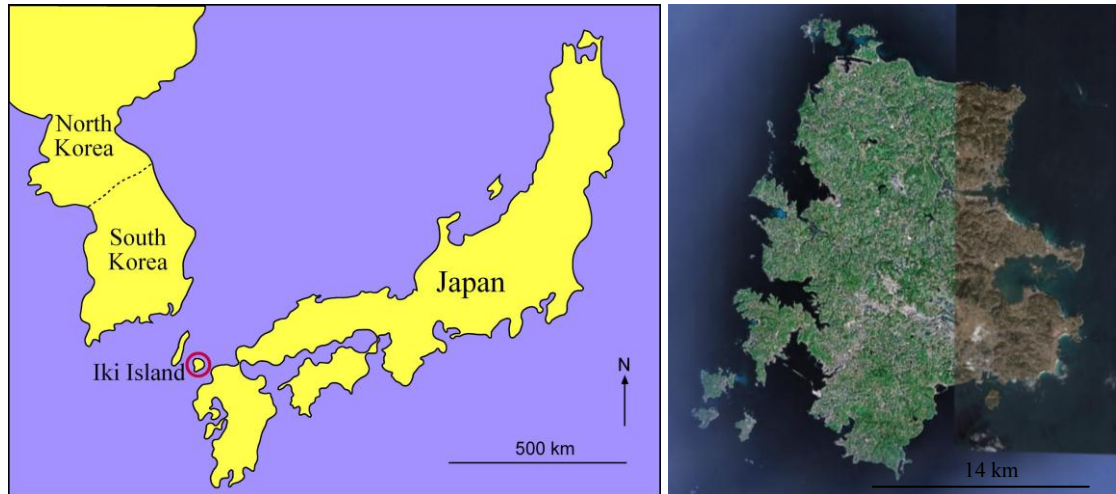 North
Korea
South
Korea
Japan
Iki Island
N
500 km
14 km